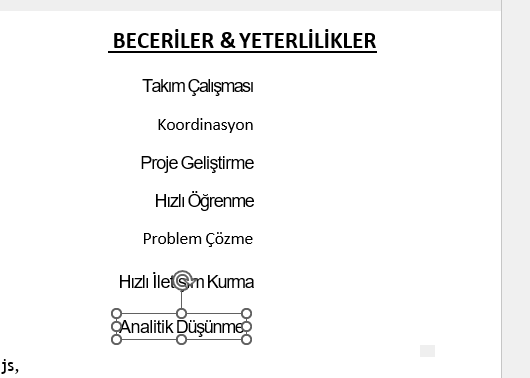 BECERİLER & YETERLİLİKLER
Takım Çalışması
Koordinasyon
Proje Geliştirme
Hızlı Öğrenme
Problem Çözme
Hızlı İletişim Kurma
Analitik Düşünme
js,